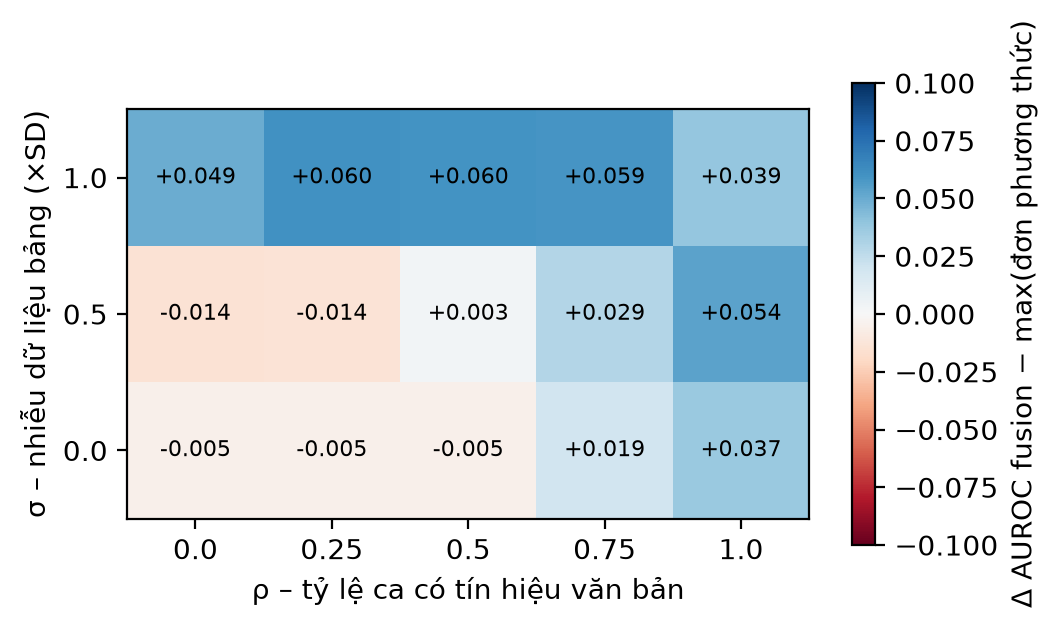 σ – nhiễu dữ liệu bảng (×SD)
1.0
+0.049 +0.060 +0.060 +0.059 +0.039
0.5
-0.014 -0.014 +0.003 +0.029 +0.054
0.0
-0.005 -0.005 -0.005 +0.019 +0.037
0.0 0.25 0.5 0.75 1.0
ρ – tỷ lệ ca có tín hiệu văn bản
0.100
0.075
0.050
0.025
0.000
−0.025
−0.050
−0.075
−0.100
Δ AUROC fusion − max(đơn phương thức)